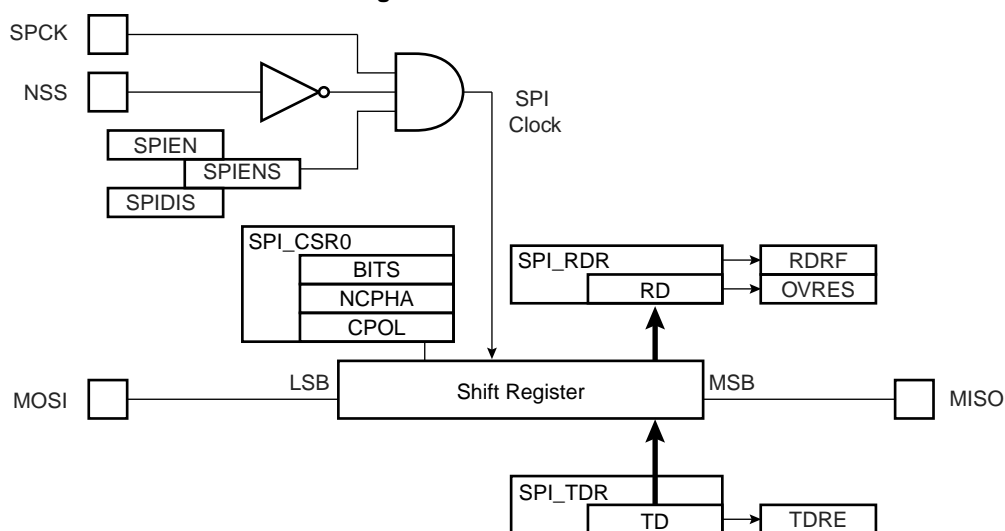 SPCK
NSS
SPI
Clock
SPIEN
SPIENS
SPIDIS
SPI_CSR0
BITS
NCPHA
CPOL
SPI_RDR
RD
RDRF
OVRES
LSB
Shift Register
MSB
MOSI
MISO
SPI_TDR
TD
TDRE